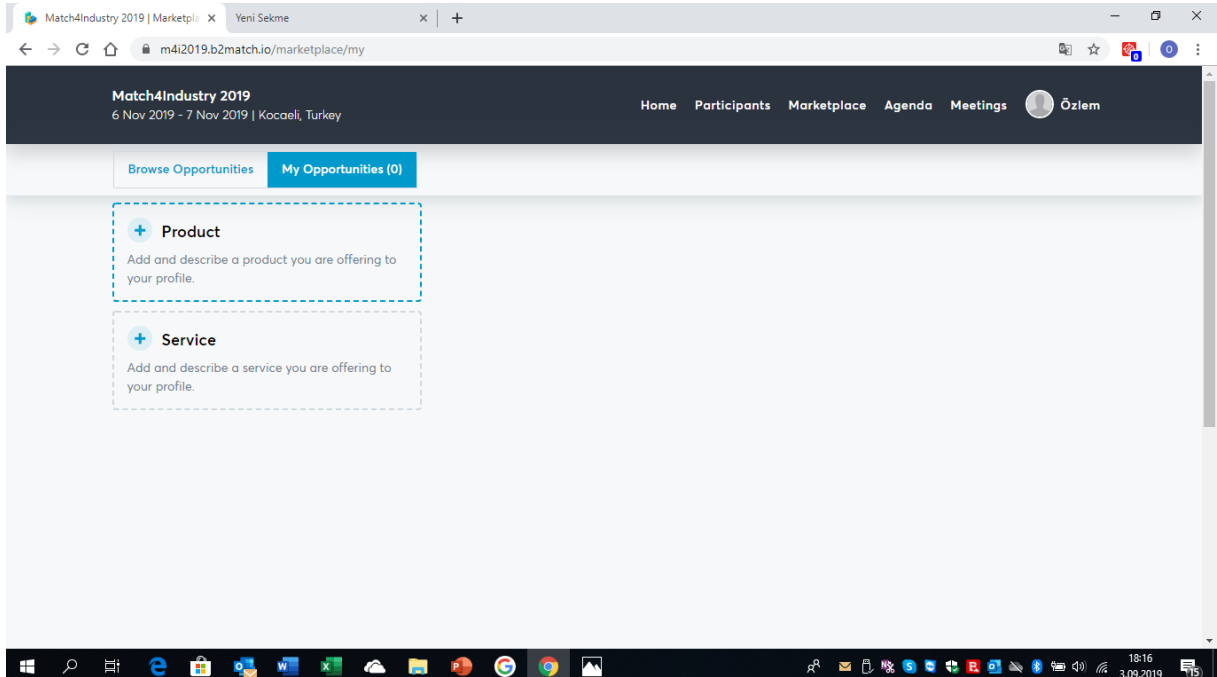 Match4Industry 2019 | Marketpla
Yeni Sekme
m4i2019.b2match.io/marketplace/my
O
0
Match4Industry 2019
6 Nov 2019 - 7 Nov 2019 | Kocaeli, Turkey
Home Participants Marketplace Agenda Meetings Özlem
Browse Opportunities My Opportunities (0)
+ Product
Add and describe a product you are offering to
your profile.
+ Service
Add and describe a service you are offering to
your profile.
18:16
3.09.2019
15